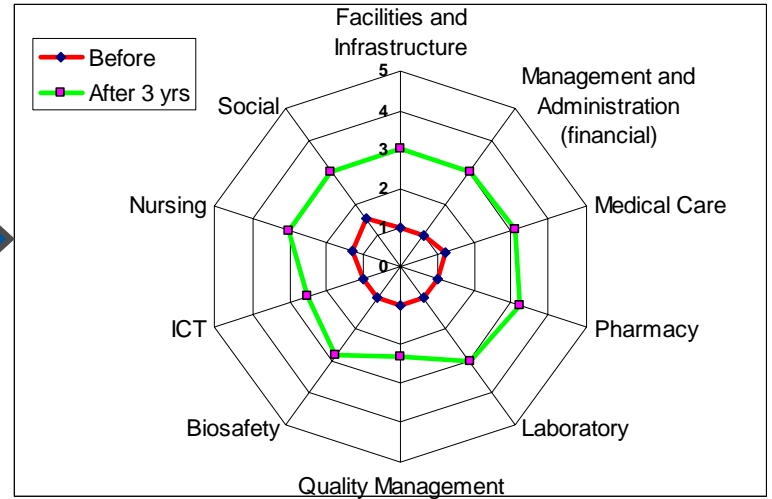 Facilities and
Infrastructure
Before
After 3 yrs
Management and
Administration
(financial)
Social
Nursing
Medical Care
ICT
Pharmacy
Biosafety
Laboratory
Quality Management
5
4
3
2
1
0